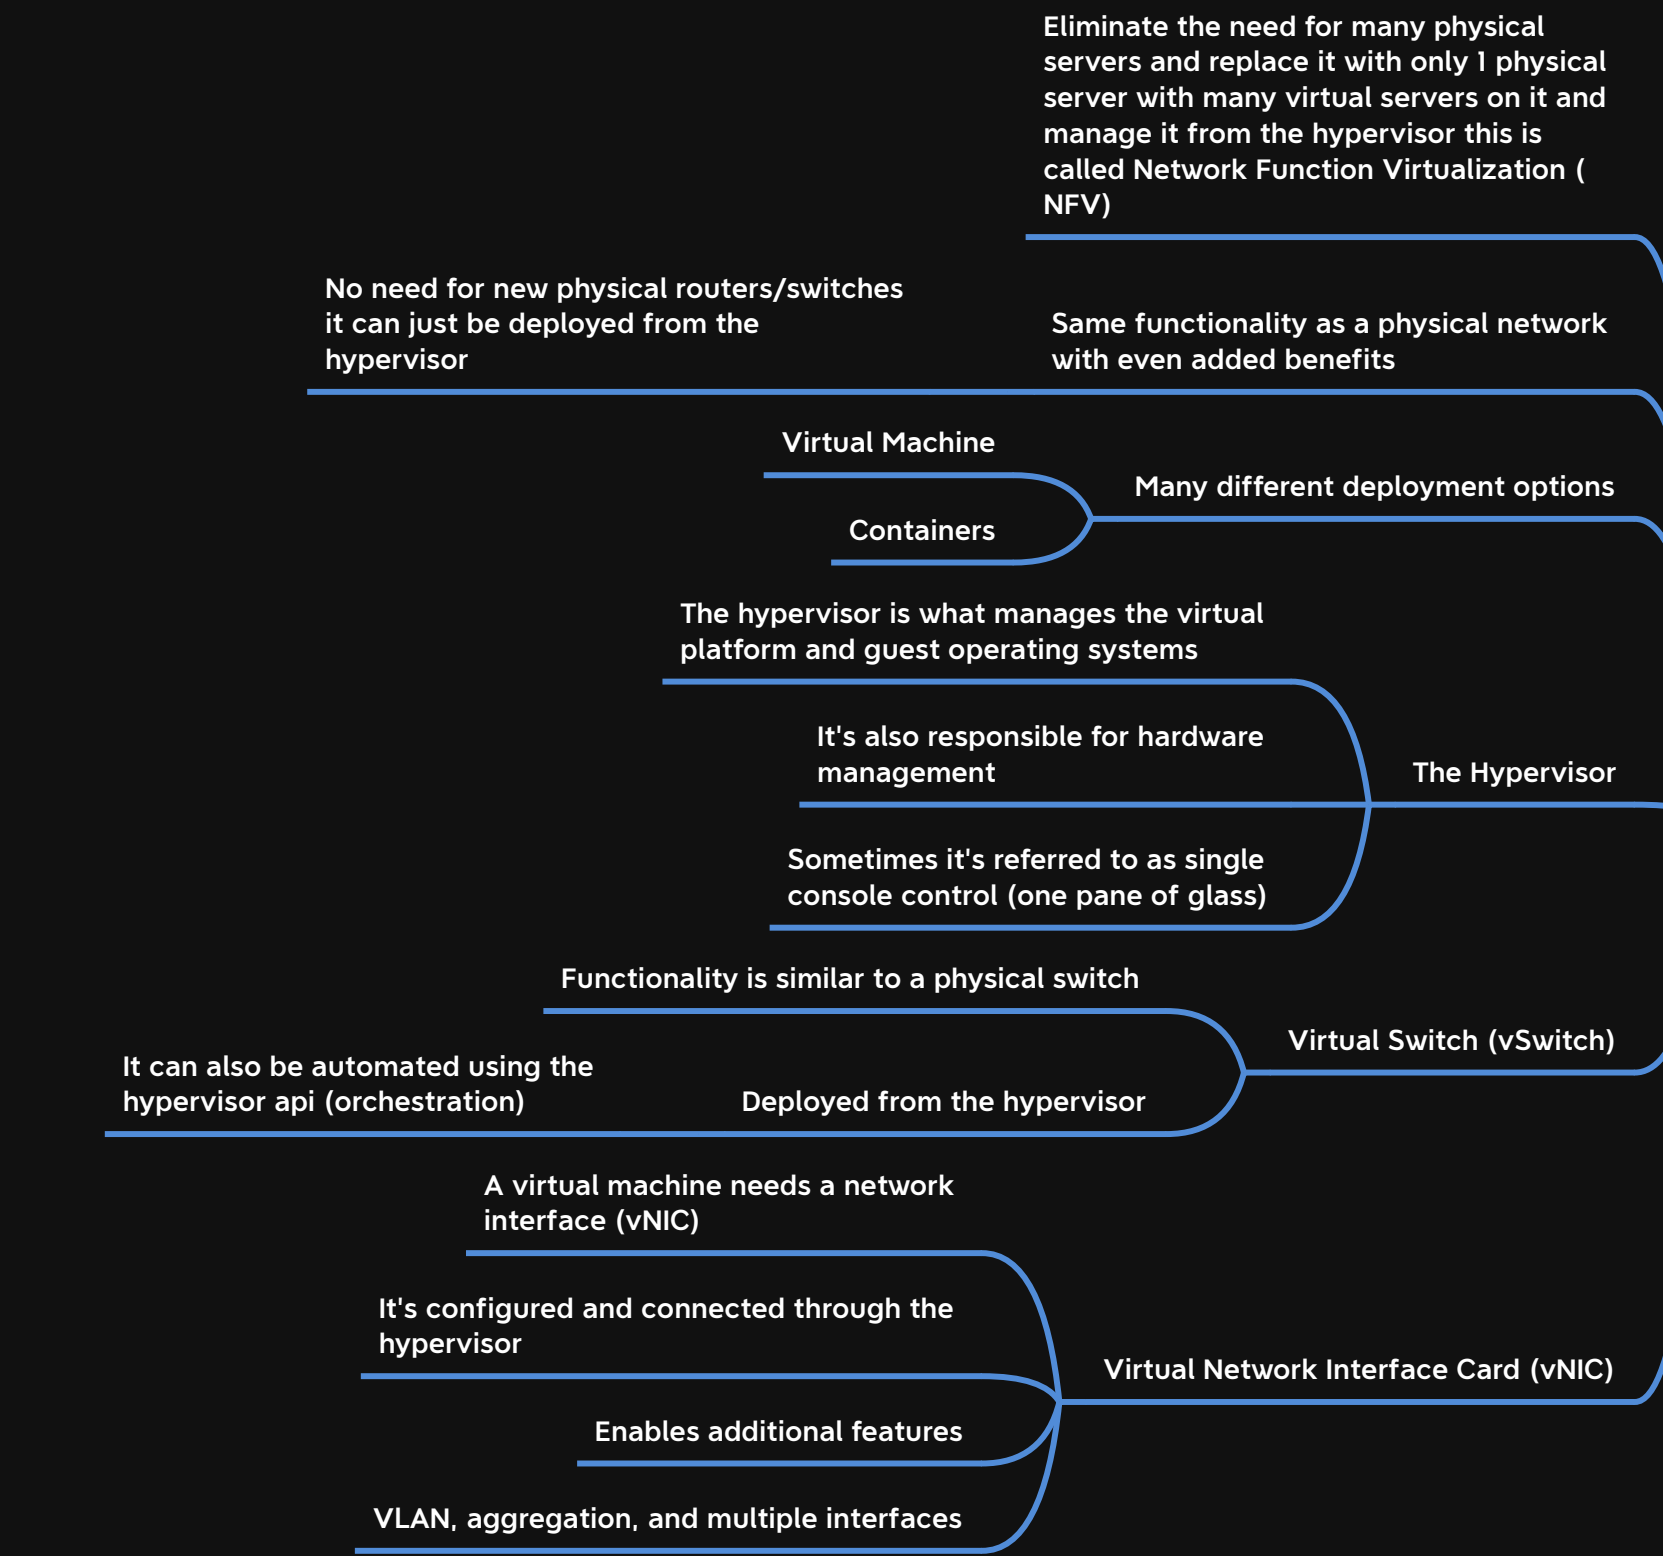 Eliminate the need for many physical
servers and replace it with only 1 physical
server with many virtual servers on it and
manage it from the hypervisor this is
called Network Function Virtualization (
NFV)
No need for new physical routers/switches
it can just be deployed from the
hypervisor
Same functionality as a physical network
with even added benefits
Virtual Machine
Many different deployment options
Containers
The hypervisor is what manages the virtual
platform and guest operating systems
It's also responsible for hardware
management
The Hypervisor
Sometimes it's referred to as single
console control (one pane of glass)
Functionality is similar to a physical switch
Virtual Switch (vSwitch)
It can also be automated using the
hypervisor api (orchestration)
Deployed from the hypervisor
A virtual machine needs a network
interface (vNIC)
It's configured and connected through the
hypervisor
Virtual Network Interface Card (vNIC)
Enables additional features
VLAN, aggregation, and multiple interfaces